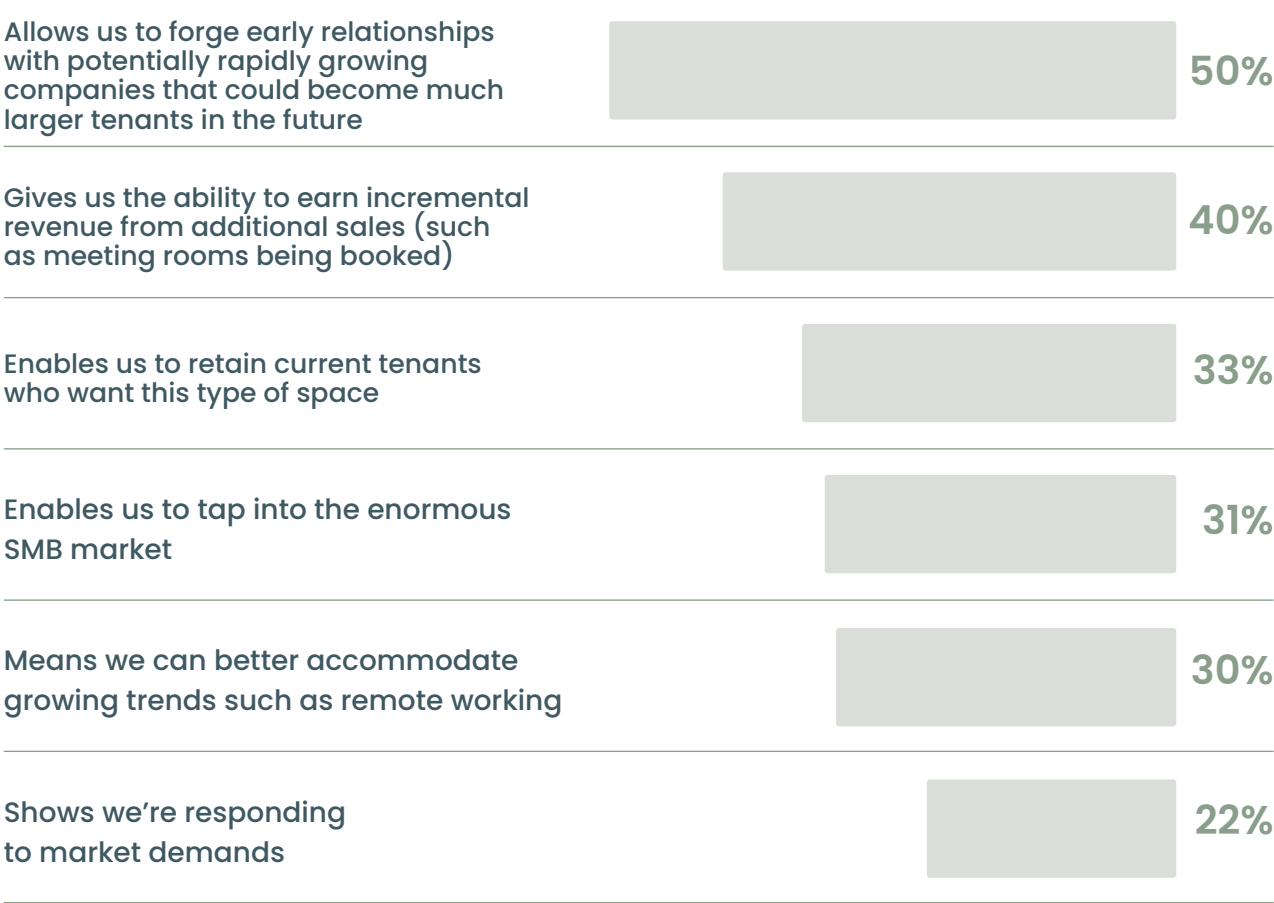 Allows us to forge early relationships
with potentially rapidly growing
companies that could become much
larger tenants in the future
50%
Gives us the ability to earn incremental
revenue from additional sales (such
as meeting rooms being booked)
40%
Enables us to retain current tenants
who want this type of space
33%
Enables us to tap into the enormous
SMB market
31%
Means we can better accommodate
growing trends such as remote working
30%
Shows we’re responding
to market demands
22%